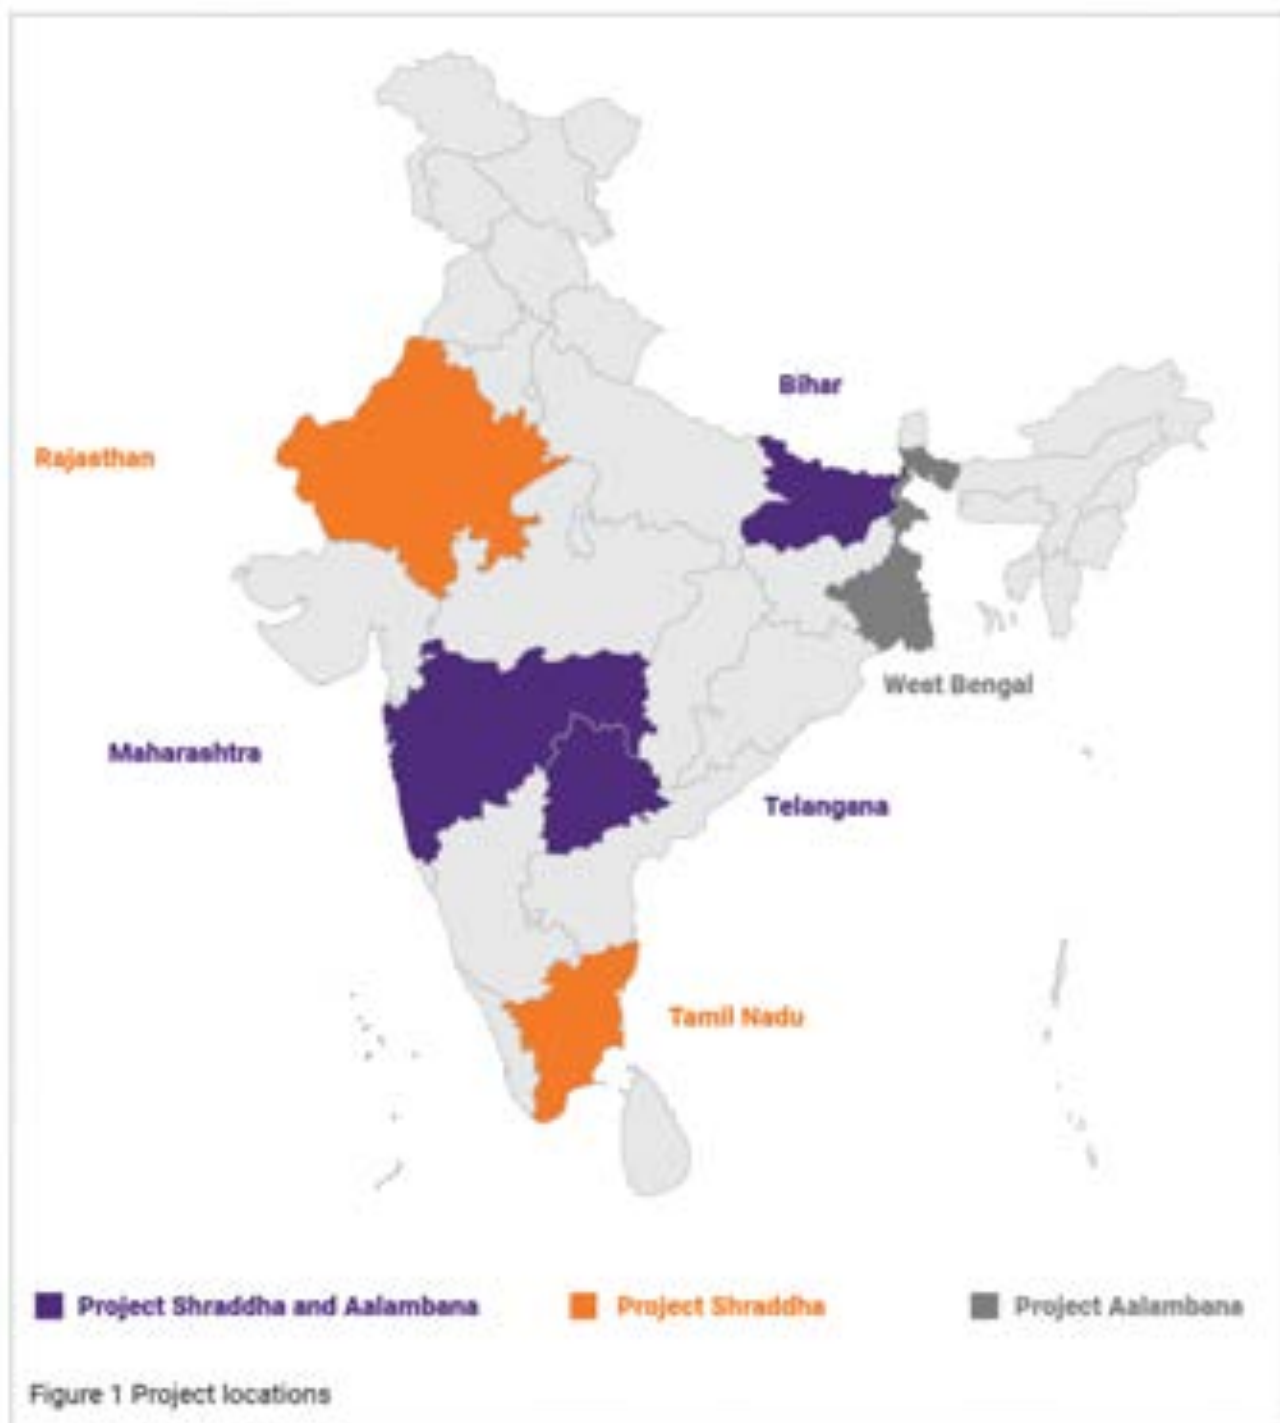 Bihar
Rajasthan
West Bengal
Maharashtra
Telangana
Tamil Nadu
Project Shraddha and Aalambana
Project Shraddha
Project Aalambana
Figure 1 Project locations